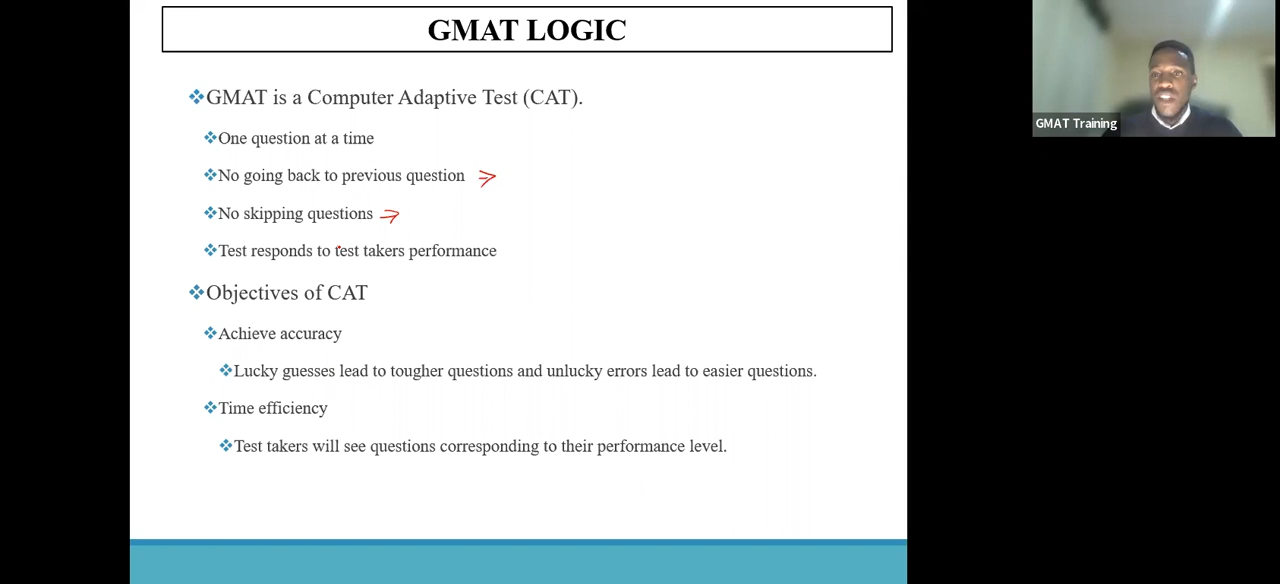 GMAT LOGIC
GMAT is a Computer Adaptive Test (CAT).
One question at a time
No going back to previous question
No skipping questions
Test responds to test takers performance
Objectives of CAT
Achieve accuracy
Lucky guesses lead to tougher questions and unlucky errors lead to easier questions.
Time efficiency
Test takers will see questions corresponding to their performance level.
GMAT Training